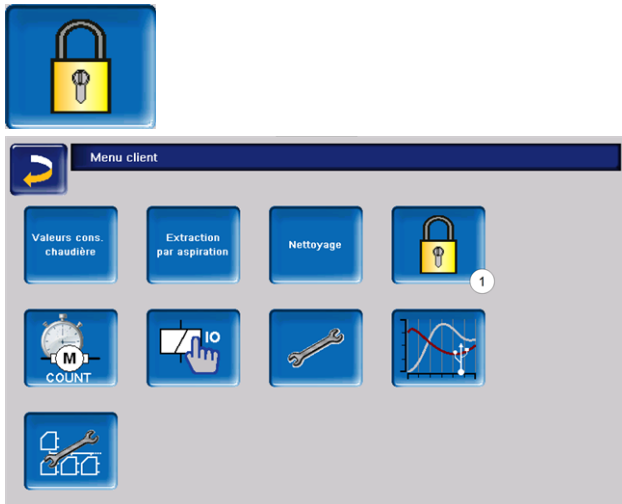 Menu client
Valeurs cons.
chaudière
Extraction
par aspiration
Nettoyage
1
M
COUNT
IO